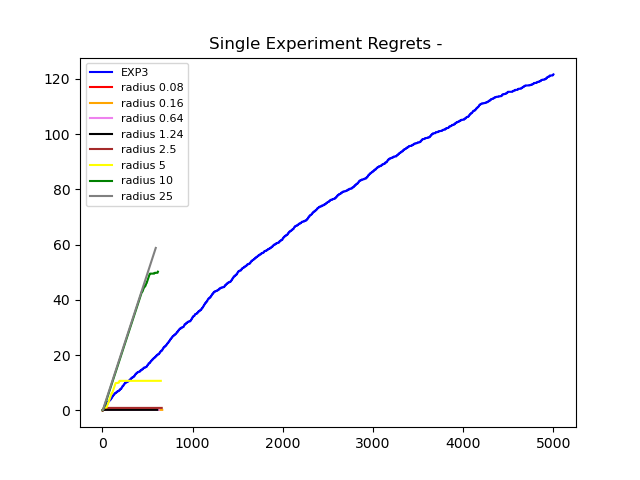 Single Experiment Regrets -
EXP3
radius 0.08
radius 0.16
radius 0.64
radius 1.24
radius 2.5
radius 5
radius 10
radius 25
120
100
80
60
40
20
0
0 1000 2000 3000 4000 5000